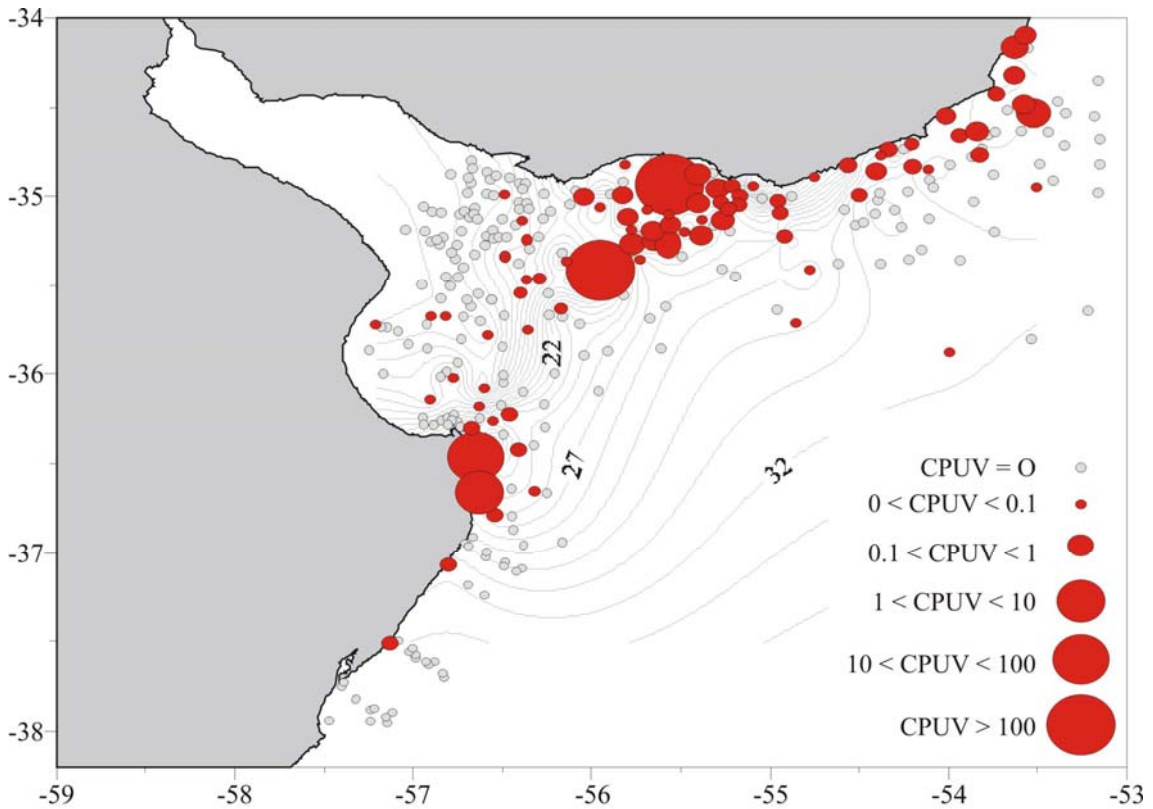 -34
-35
-36
-37
-38
22
27
32
CPUV = O
0 < CPUV < 0.1
0.1 < CPUV < 1
1 < CPUV < 10
10 < CPUV < 100
CPUV > 100
-59 -58 -57 -56 -55 -54 -53